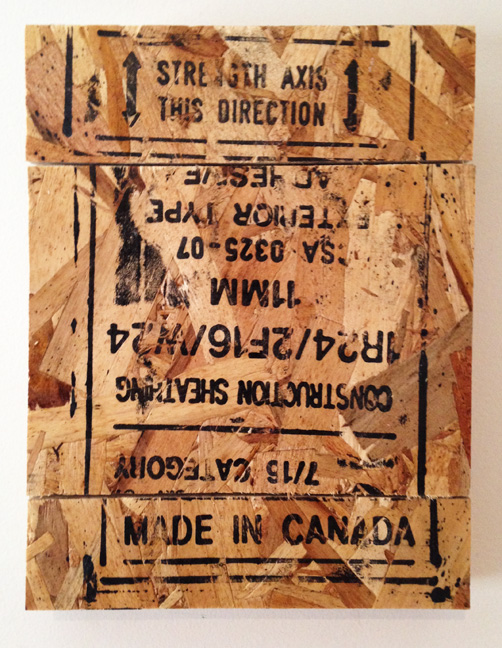 STRENGTH AXIS
THIS DIRECTION
7/16 CATEGORY
CONSTRUCTION SHEATHING
1R24/2F16/W24
11MM
CSA 0325-07
EXTERIOR TYPE
ADHESIVE
MADE IN CANADA